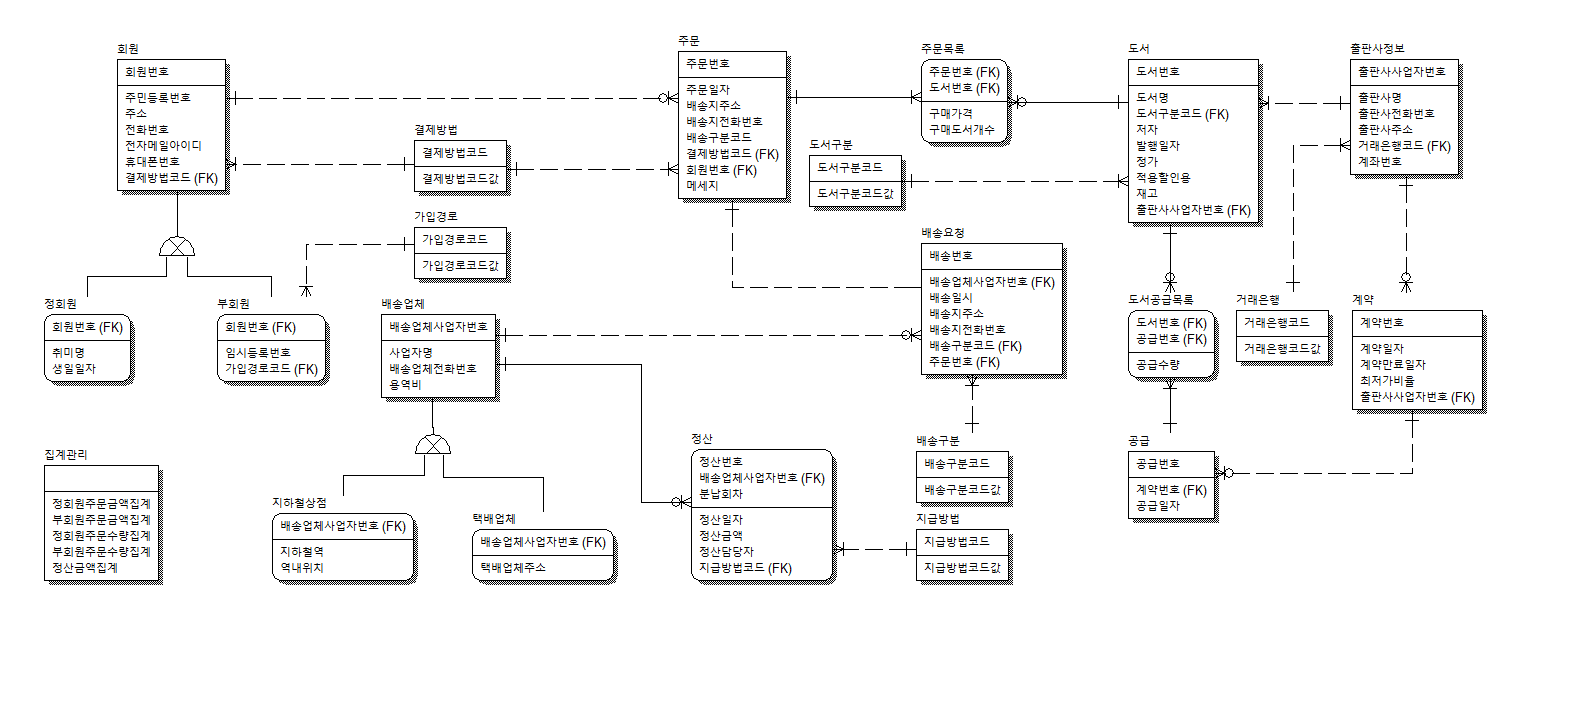 회원
회원번호
주민등록번호
주소
전화번호
전자메일아이디
휴대폰번호
결제방법코드 (FK)
결제방법
결제방법코드
결제방법코드값
가입경로
가입경로코드
가입경로코드값
주문
주문번호
주문일자
배송지주소
배송지전화번호
배송구분코드
결제방법코드 (FK)
회원번호 (FK)
메세지
주문목록
주문번호 (FK)
도서번호 (FK)
구매가격
구매도서개수
도서구분
도서구분코드
도서구분코드값
도서
도서번호
도서명
도서구분코드 (FK)
저자
발행일자
정가
적용할인용
재고
출판사사업자번호 (FK)
출판사정보
출판사사업자번호
출판사명
출판사전화번호
출판사주소
거래은행코드 (FK)
계좌번호
정회원
회원번호 (FK)
취미명
생일일자
부회원
회원번호 (FK)
임시등록번호
가입경로코드 (FK)
배송업체
배송업체사업자번호
사업자명
배송업체전화번호
용역비
배송요청
배송번호
배송업체사업자번호 (FK)
배송일시
배송지주소
배송지전화번호
배송구분코드 (FK)
주문번호 (FK)
도서공급목록
도서번호 (FK)
공급번호 (FK)
공급수량
거래은행
거래은행코드
거래은행코드값
계약
계약번호
계약일자
계약만료일자
최저가비율
출판사사업자번호 (FK)
집계관리
정회원주문금액집계
부회원주문금액집계
정회원주문수량집계
부회원주문수량집계
정산금액집계
지하철상점
배송업체사업자번호 (FK)
지하철역
역내위치
택배업체
배송업체사업자번호 (FK)
택배업체주소
정산
정산번호
배송업체사업자번호 (FK)
분납회차
정산일자
정산금액
정산담당자
지급방법코드 (FK)
배송구분
배송구분코드
배송구분코드값
지급방법
지급방법코드
지급방법코드값
공급
공급번호
계약번호 (FK)
공급일자